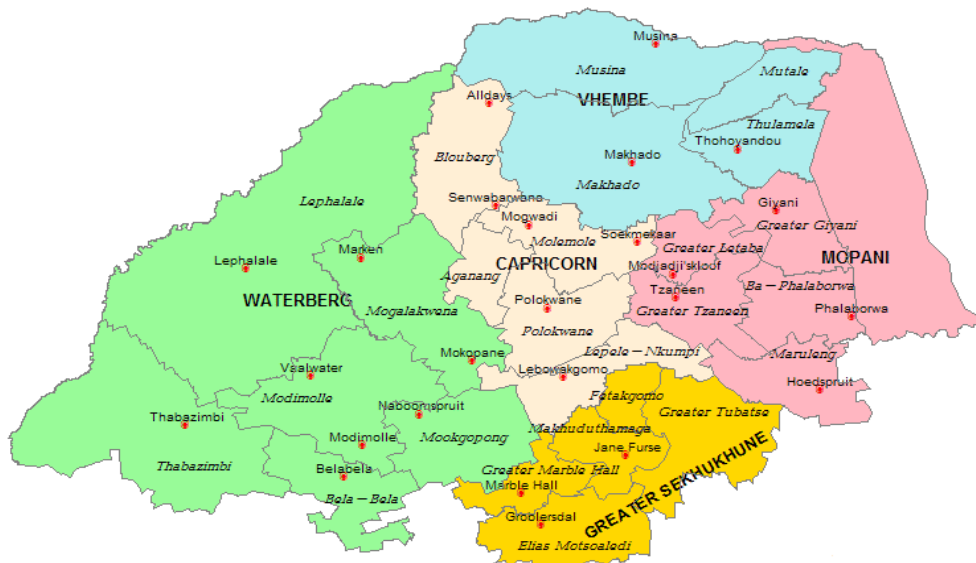 Musina
Musina
Mutale
Alldays
VHEMBE
Thulamela
Thohoyandou
Blouberg
Makhado
Makhado
Lephalale
Senwabarwano
Giyani
Mogwadi
Greater Giyani
Soekmekaar
Molemole
Greater Letaba
Marken
MOPANI
Lephalale
CAPRICORN
Aganang
Modjadji'skloof
Ba-Phalaborwa
WATERBERG
Tzaneen
Polokwane
Mogalakwena
Greater Tzaneen
Phalaborwa
Polokwane
Lepele-Nkumpi
Mokopane
Maruleng
Vaalwater
Lebowakgomo
Hoedspruit
Fetakgomo
Modimolle
Naboomspruit
Greater Tubatse
Thabazimbi
Makhuduthamaga
Modimolle
Mookgopong
Jane Furse
Thabazimbi
Belabela
Greater Marble Hall
Marble Hall
Bela-Bela
GREATER SEKHUKHUNE
Groblersdal
Elias Motsoaledi